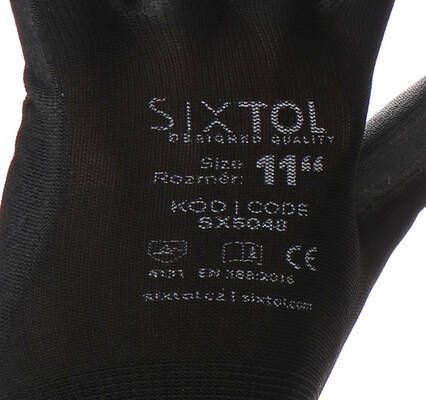 SIXTOL
DESIGNED QUALITY
Size
Rozměr: 11“
KÓD | CODE
SX5048
4131 EN 388:2016 CE
sixtol.cz | sixtol.com